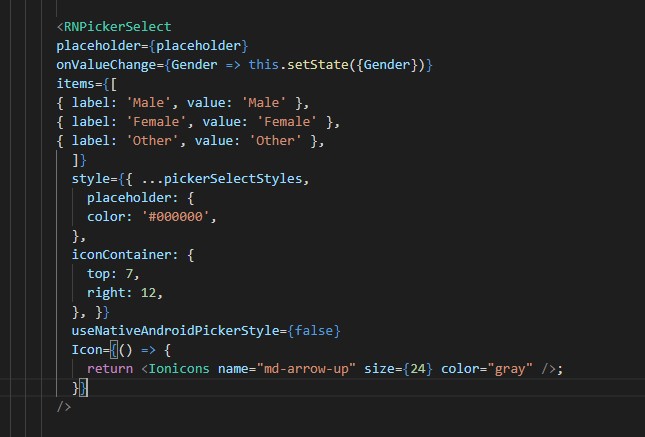 <RNPickerSelect
placeholder={placeholder}
onValueChange={Gender => this.setState({Gender})}
items={[
{ label: 'Male', value: 'Male' },
{ label: 'Female', value: 'Female' },
{ label: 'Other', value: 'Other' },
]}
style={{ ...pickerSelectStyles,
placeholder: {
color: '#000000',
},
iconContainer: {
top: 7,
right: 12,
}, }}
useNativeAndroidPickerStyle={false}
Icon={() => {
return <Ionicons name="md-arrow-up" size={24} color="gray" />;
}}
/>